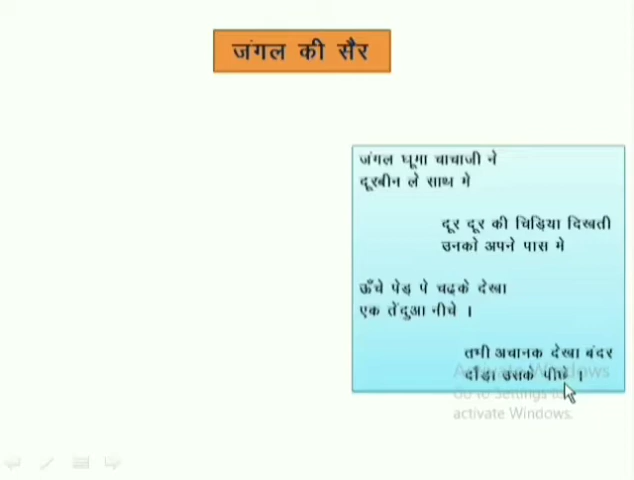 जंगल की सैर
जंगल घूमा चाचाजी ने
दूरबीन ले साथ मे
दूर दूर की चिड़िया दिखती
उनको अपने पास मे
ऊँचे पेड़ पे चढ़के देखा
एक तेंदुआ नीचे ।
तभी अचानक देखा बंदर
दौड़ा उसके पीछे ।
Activate Windows
Go to Settings to
activate Windows.